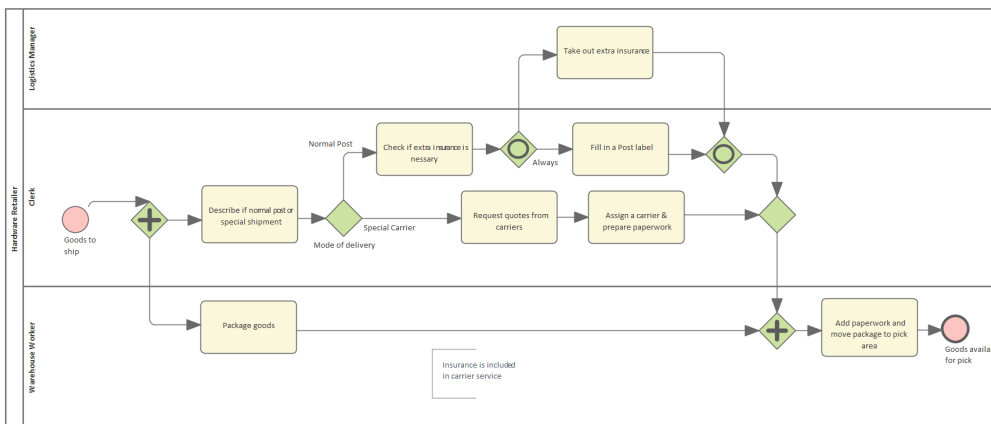 Hardware Retailer
Logistics Manager
Take out extra insurance
Clerk
Normal Post
Check if extra insurance is
nessary
Always
Fill in a Post label
Goods to
ship
Describe if normal post or
special shipment
Mode of delivery
Special Carrier
Request quotes from
carriers
Assign a carrier &
prepare paperwork
Warehouse Worker
Package goods
Insurance is included
in carrier service
Add paperwork and
move package to pick
area
Goods availa
for pick